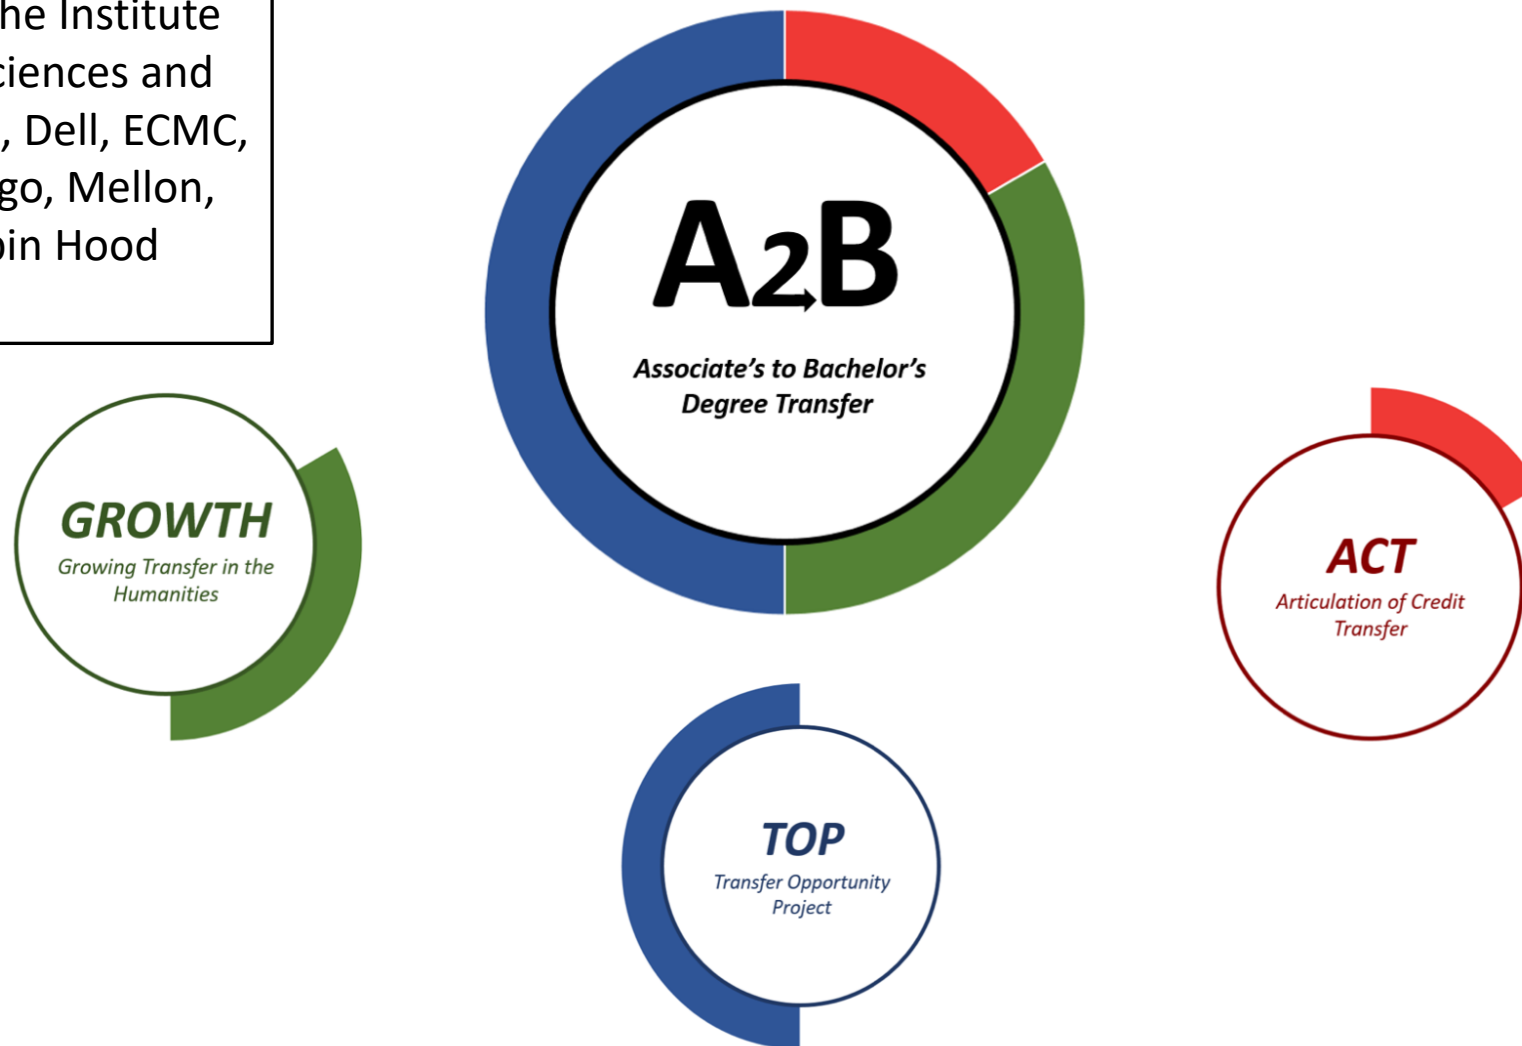 he Institute
ciences and
, Dell, ECMC,
go, Mellon,
in Hood
A2B
Associate's to Bachelor's
Degree Transfer
GROWTH
Growing Transfer in the
Humanities
ACT
Articulation of Credit
Transfer
TOP
Transfer Opportunity
Project